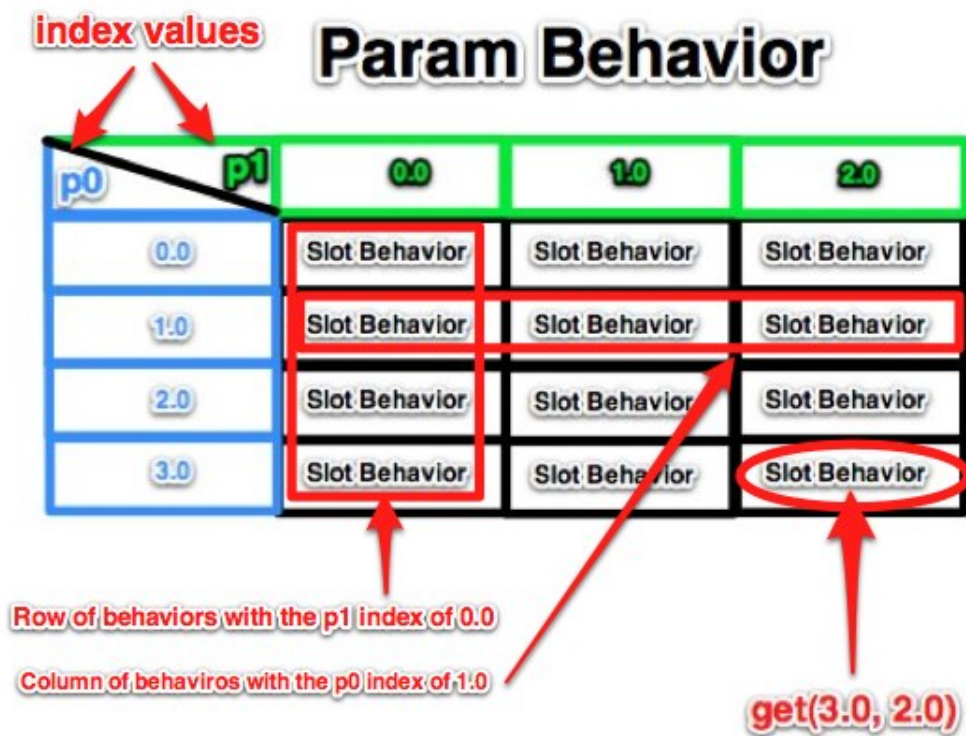 index values
Param Behavior
p0 p1 0.0 1.0 2.0
0.0 Slot Behavior Slot Behavior Slot Behavior
1.0 Slot Behavior Slot Behavior Slot Behavior
2.0 Slot Behavior Slot Behavior Slot Behavior
3.0 Slot Behavior Slot Behavior Slot Behavior
Row of behaviors with the p1 index of 0.0
Column of behaviros with the p0 index of 1.0
get(3.0, 2.0)